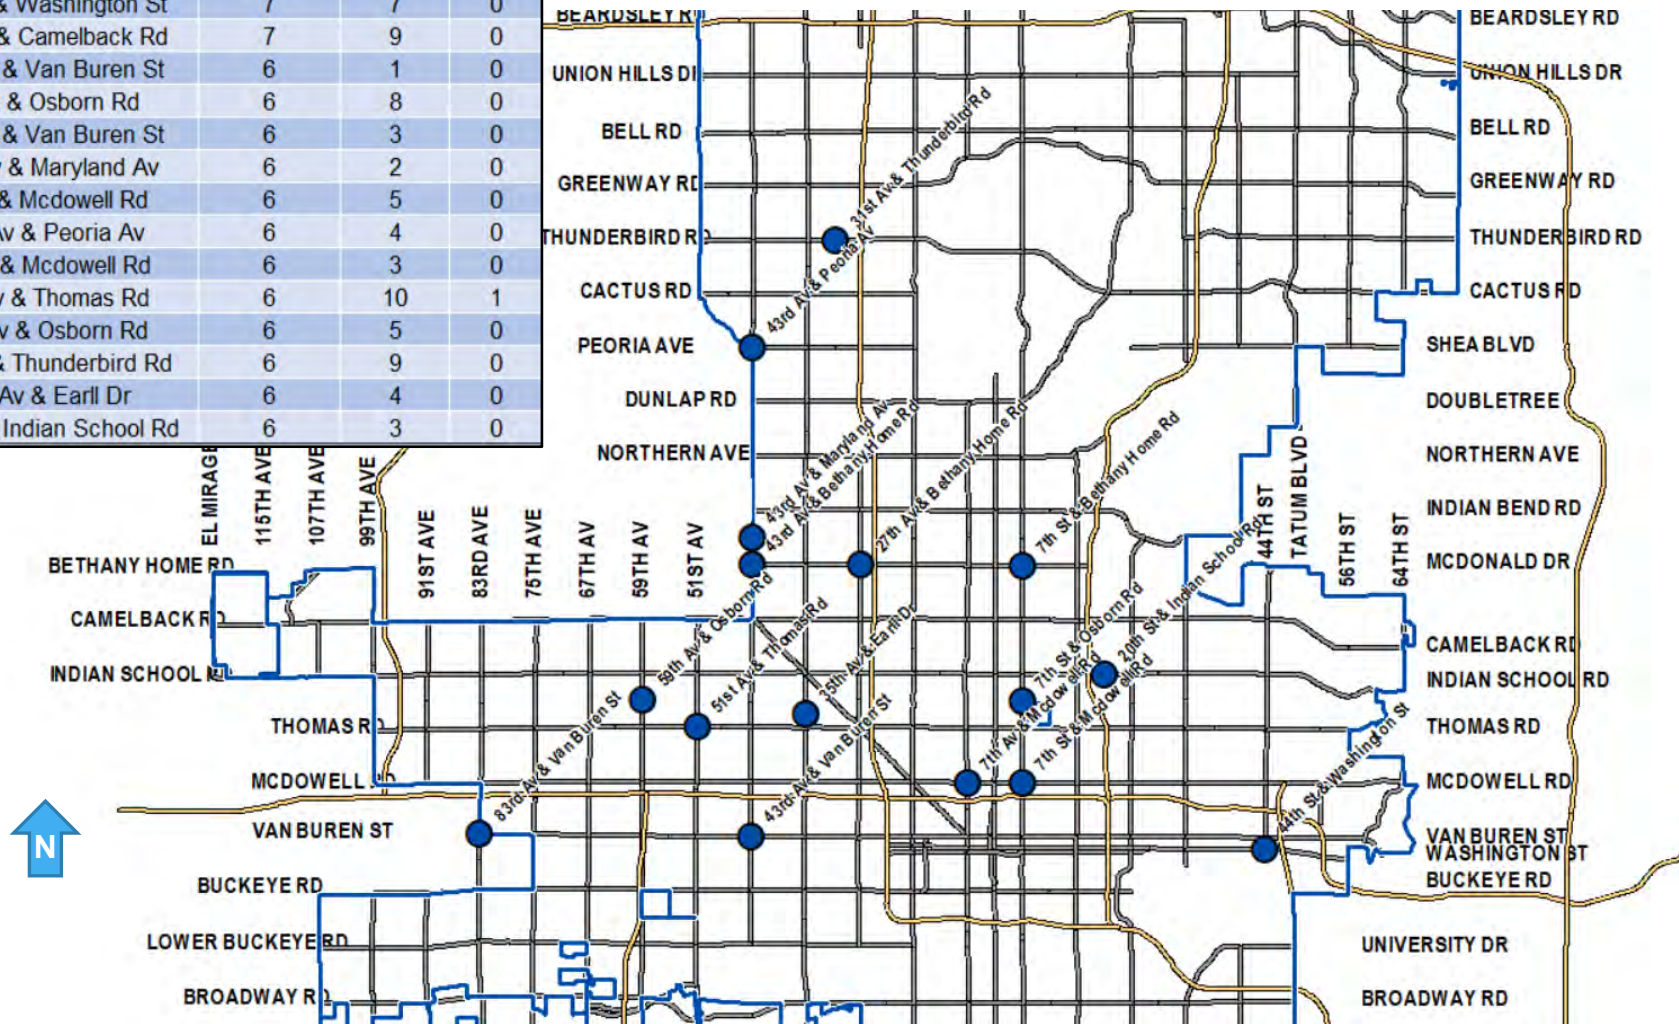 & Washington St 7 7 0
& Camelback Rd 7 9 0
& Van Buren St 6 1 0
& Osborn Rd 6 8 0
& Van Buren St 6 3 0
& Maryland Av 6 2 0
& Mcdowell Rd 6 5 0
Av & Peoria Av 6 4 0
& Mcdowell Rd 6 3 0
& Thomas Rd 6 10 1
& Osborn Rd 6 5 0
& Thunderbird Rd 6 9 0
Av & Earll Dr 6 4 0
Indian School Rd 6 3 0
BEARDSLEY R
UNION HILLS D
BELL RD
GREENWAY RD
THUNDERBIRD RD
CACTUS RD
PEORIA AVE
DUNLAP RD
NORTHERN AVE
BEARDSLEY RD
UNION HILLS DR
BELL RD
GREENWAY RD
THUNDERBIRD RD
CACTUS RD
SHEA BLVD
DOUBLETREE
NORTHERN AVE
INDIAN BEND RD
MCDONALD DR
CAMELBACK RD
INDIAN SCHOOL RD
THOMAS RD
MCDOWELL RD
VAN BUREN ST
WASHINGTON ST
BUCKEYE RD
UNIVERSITY DR
BROADWAY RD
EL MIRAGE
115TH AVE
107TH AVE
99TH AVE
91ST AVE
83RD AVE
75TH AVE
67TH AV
59TH AV
51ST AV
44TH ST
TATUM BLVD
56TH ST
64TH ST
BETHANY HOME RD
CAMELBACK RD
INDIAN SCHOOL
THOMAS RD
MCDOWELL RD
VAN BUREN ST
BUCKEYE RD
LOWER BUCKEYE RD
BROADWAY RD
31st Av & Thunderbird Rd
43rd Av & Peoria Av
43rd Av & Maryland Av
43rd Av & Bethany Home Rd
27th Av & Bethany Home Rd
7th St & Bethany Home Rd
59th Av & Osborn Rd
51st Av & Thomas Rd
35th Av & Earll Dr
7th St & Osborn Rd
20th St & Indian School Rd
7th Av & Mcdowell Rd
7th St & Mcdowell Rd
83rd Av & Van Buren St
43rd Av & Van Buren St
44th St & Washington St
N